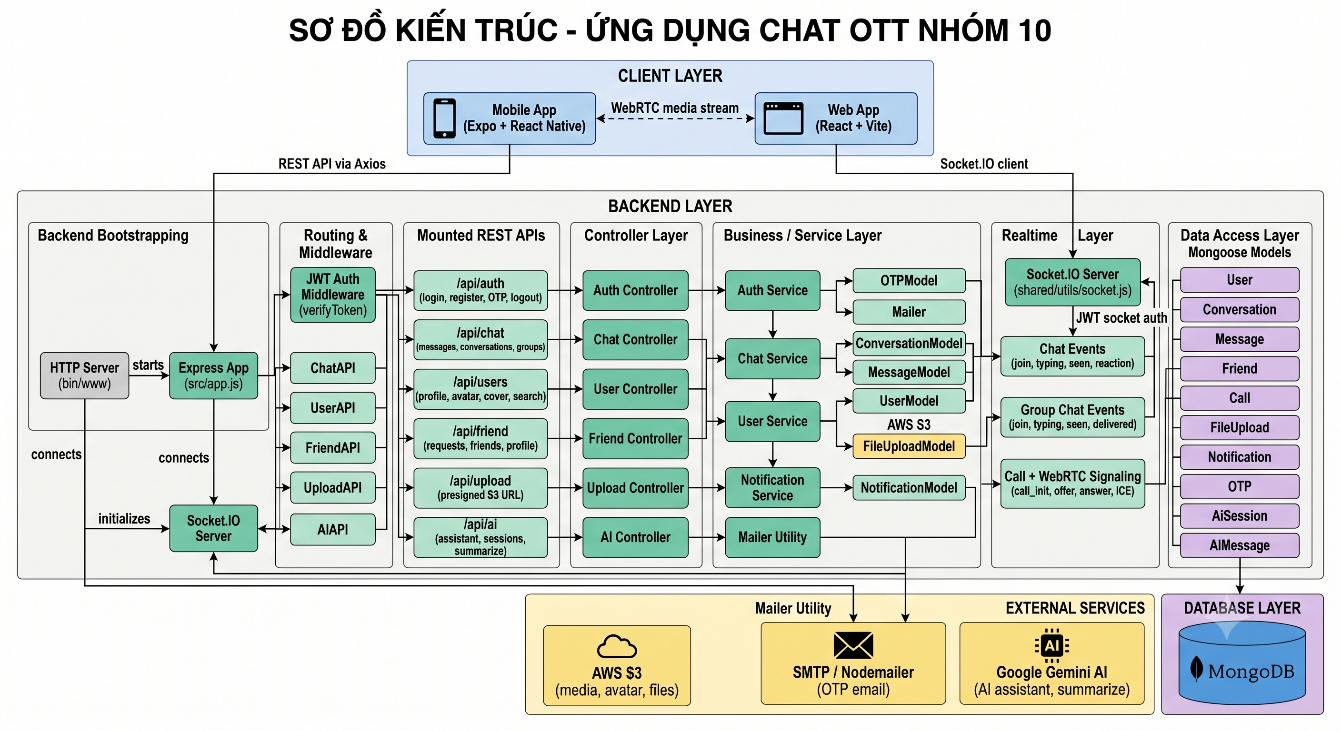 SƠ ĐỒ KIẾN TRÚC - ỨNG DỤNG CHAT OTT NHÓM 10
CLIENT LAYER
Mobile App
(Expo + React Native)
WebRTC media stream
Web App
(React + Vite)
REST API via Axios
Socket.IO client
BACKEND LAYER
Backend Bootstrapping
HTTP Server
(bin/www)
starts
Express App
(src/app.js)
connects
connects
initializes
Socket.IO
Server
Routing &
Middleware
JWT Auth
Middleware
(verifyToken)
ChatAPI
UserAPI
FriendAPI
UploadAPI
AIAPI
Mounted REST APIs
/api/auth
(login, register, OTP, logout)
/api/chat
(messages, conversations, groups)
/api/users
(profile, avatar, cover, search)
/api/friend
(requests, friends, profile)
/api/upload
(presigned S3 URL)
/api/ai
(assistant, sessions,
summarize)
Controller Layer
Auth Controller
Chat Controller
User Controller
Friend Controller
Upload Controller
AI Controller
Business / Service Layer
Auth Service
Chat Service
User Service
Notification
Service
Mailer Utility
OTPModel
Mailer
ConversationModel
MessageModel
UserModel
AWS S3
FileUploadModel
NotificationModel
Realtime Layer
Socket.IO Server
(shared/utils/socket.js)
JWT socket auth
Chat Events
(join, typing, seen, reaction)
Group Chat Events
(join, typing, seen, delivered)
Call + WebRTC Signaling
(call_init, offer, answer, ICE)
Data Access Layer
Mongoose Models
User
Conversation
Message
Friend
Call
FileUpload
Notification
OTP
AiSession
AIMessage
Mailer Utility
EXTERNAL SERVICES
AWS S3
(media, avatar, files)
SMTP / Nodemailer
(OTP email)
AI
Google Gemini AI
(AI assistant, summarize)
DATABASE LAYER
MongoDB